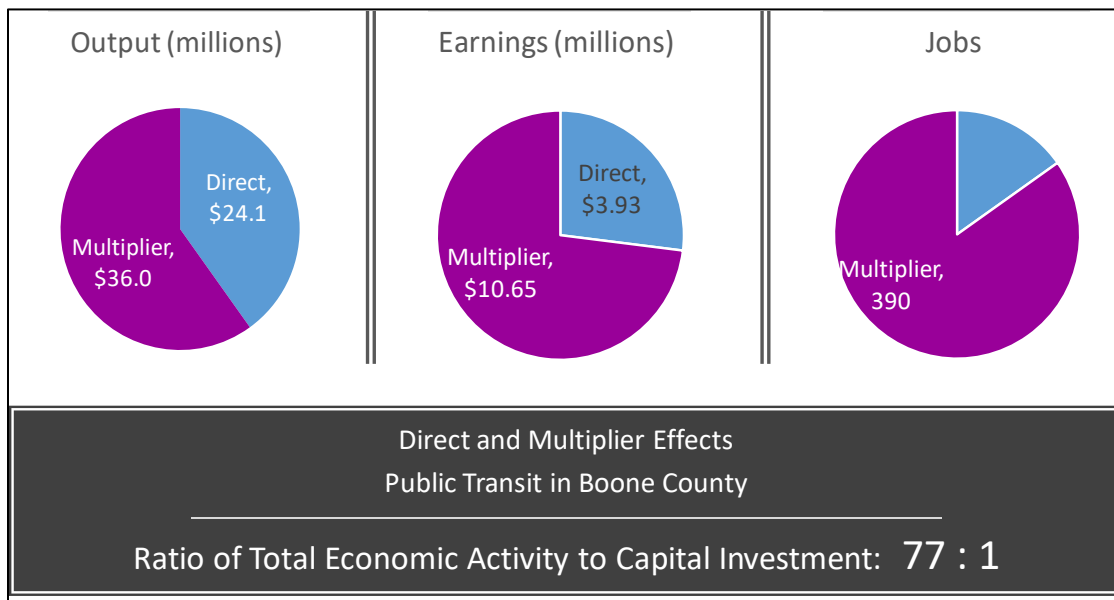 Output (millions)
Direct,
$24.1
Multiplier,
$36.0
Earnings (millions)
Direct,
$3.93
Multiplier,
$10.65
Jobs
Multiplier,
390
Direct and Multiplier Effects
Public Transit in Boone County
Ratio of Total Economic Activity to Capital Investment: 77 : 1